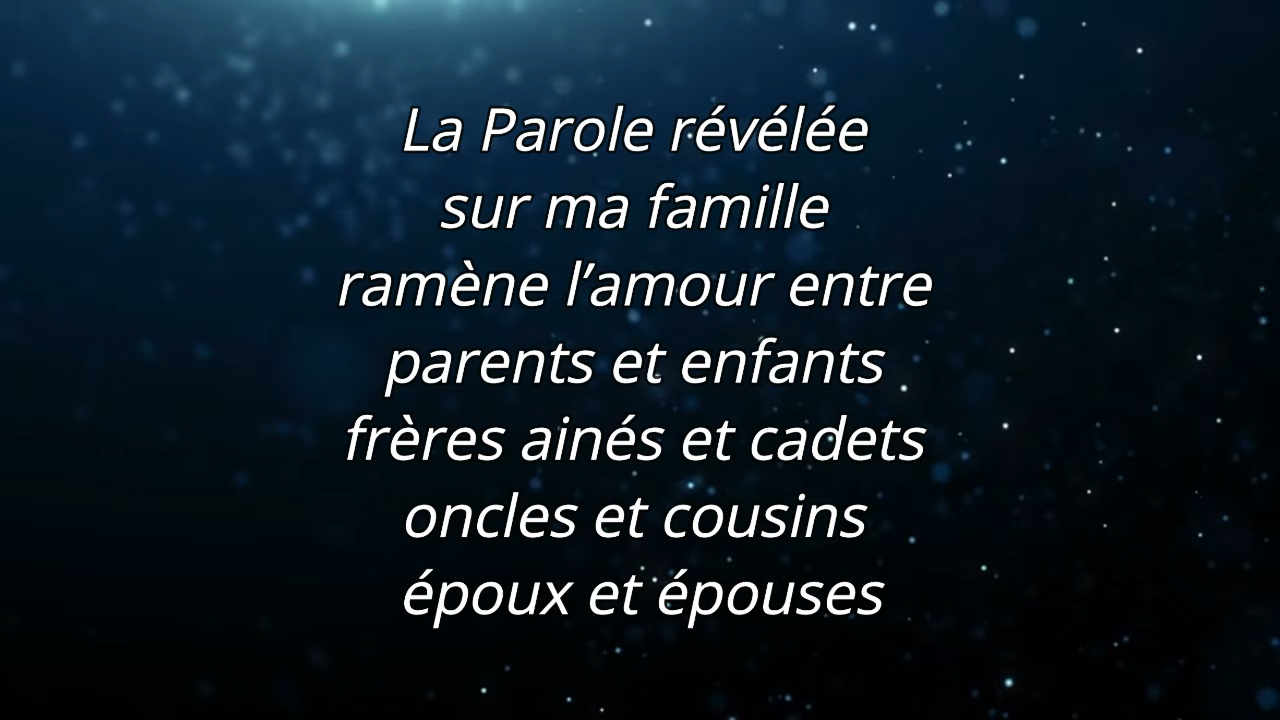 La Parole révélée
sur ma famille
ramène l’amour entre
parents et enfants
frères ainés et cadets
oncles et cousins
époux et épouses